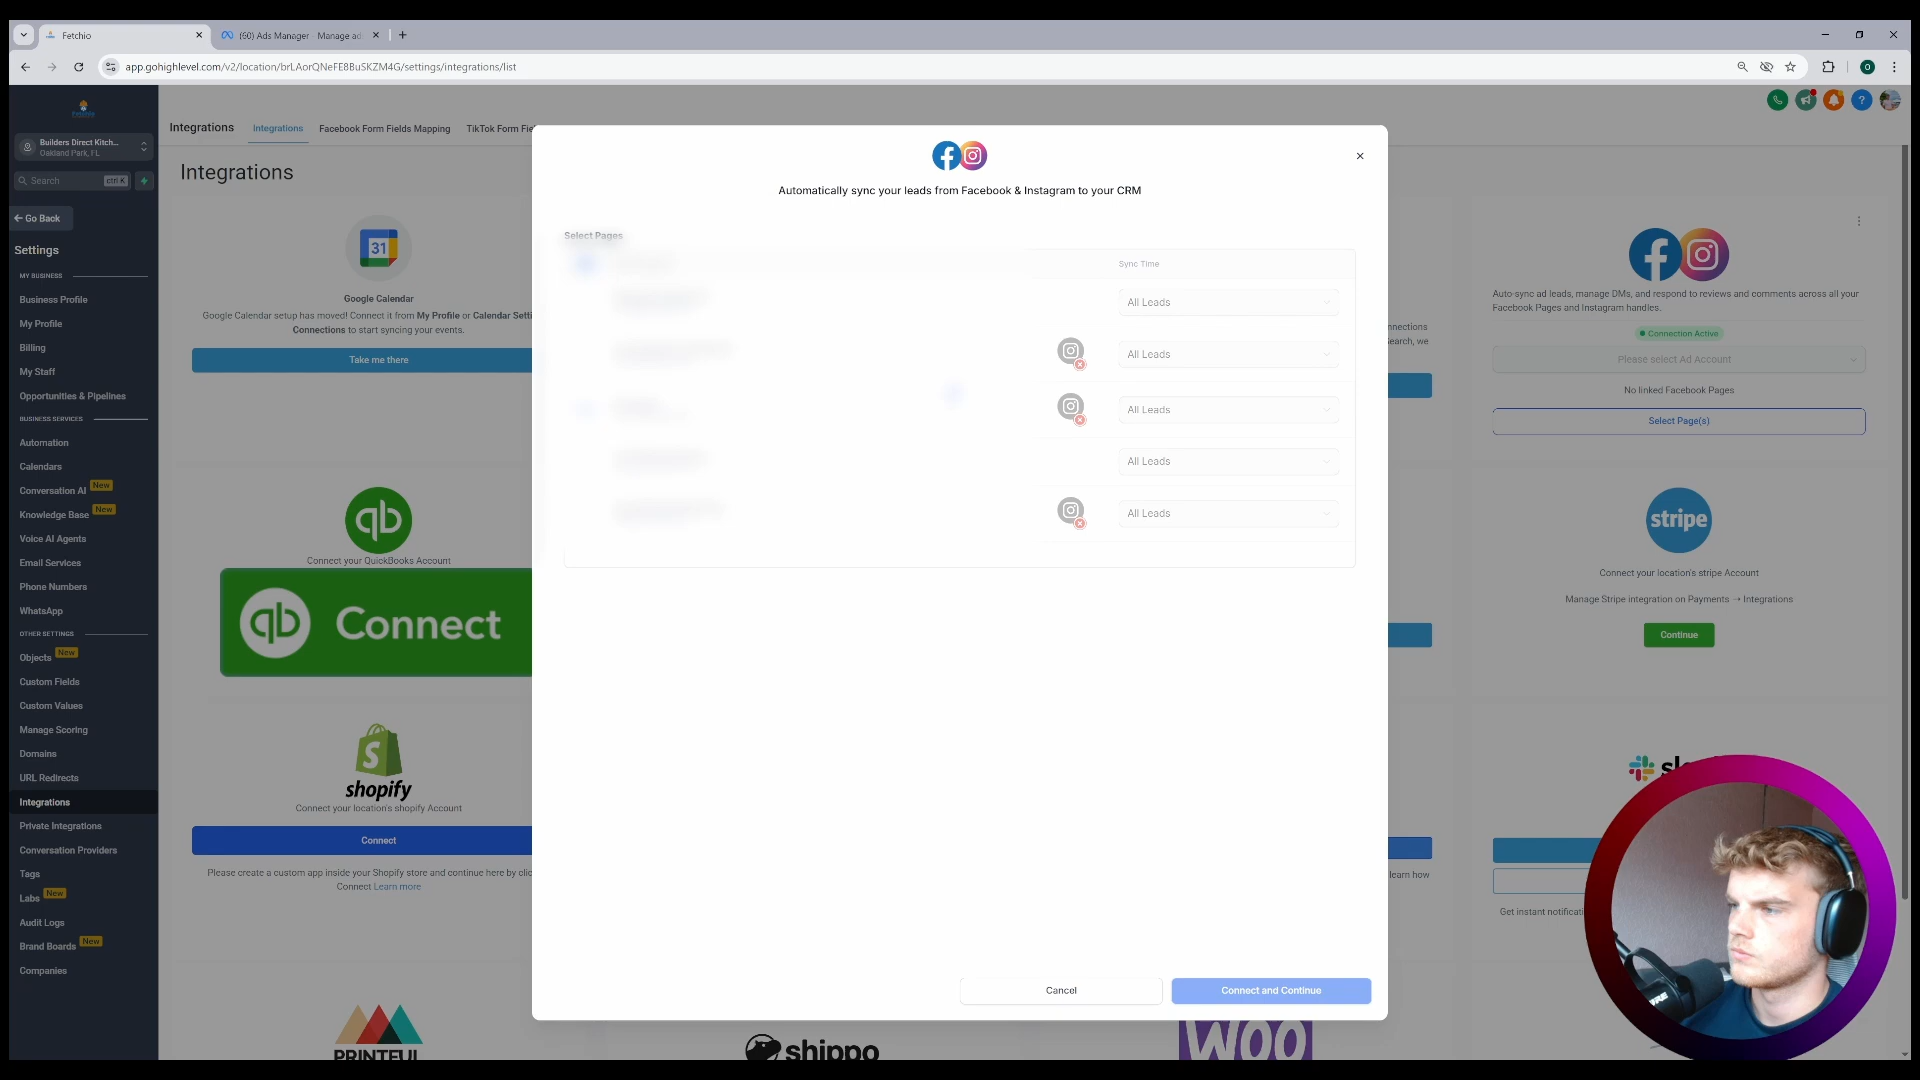 Fetchio
(60) Ads Manager - Manage ad
app.gohighlevel.com/v2/location/brLAorQNeFE8BuSKZM4G/settings/integrations/list
O
Builders Direct Kitch...
Oakland Park, FL
Search
ctrl K
Go Back
Settings
MY BUSINESS
Business Profile
My Profile
Billing
My Staff
Opportunities & Pipelines
BUSINESS SERVICES
Automation
Calendars
Conversation AI New
Knowledge Base New
Voice AI Agents
Email Services
Phone Numbers
WhatsApp
OTHER SETTINGS
Objects New
Custom Fields
Custom Values
Manage Scoring
Domains
URL Redirects
Integrations
Private Integrations
Conversation Providers
Tags
Labs New
Audit Logs
Brand Boards New
Companies
Integrations
Integrations
Facebook Form Fields Mapping
TikTok Form Fie
Integrations
31
Google Calendar
Google Calendar setup has moved! Connect it from My Profile or Calendar Setti
Connections to start syncing your events.
Take me there
qb
Connect your QuickBooks Account
qb Connect
shopify
Connect your location's shopify Account
Connect
Please create a custom app inside your Shopify store and continue here by clic
Connect Learn more
PRINTFUL
shippo
WOO
Automatically sync your leads from Facebook & Instagram to your CRM
Select Pages
Sync Time
All Leads
All Leads
All Leads
All Leads
All Leads
Cancel
Connect and Continue
nnections
Search, we
learn how
Auto-sync ad leads, manage DMs, and respond to reviews and comments across all your
Facebook Pages and Instagram handles.
Connection Active
Please select Ad Account
No linked Facebook Pages
Select Page(s)
stripe
Connect your location's stripe Account
Manage Stripe integration on Payments → Integrations
Continue
Get instant notificati